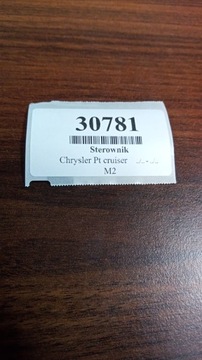 30781
Sterownik
Chrysler Pt cruiser
M2